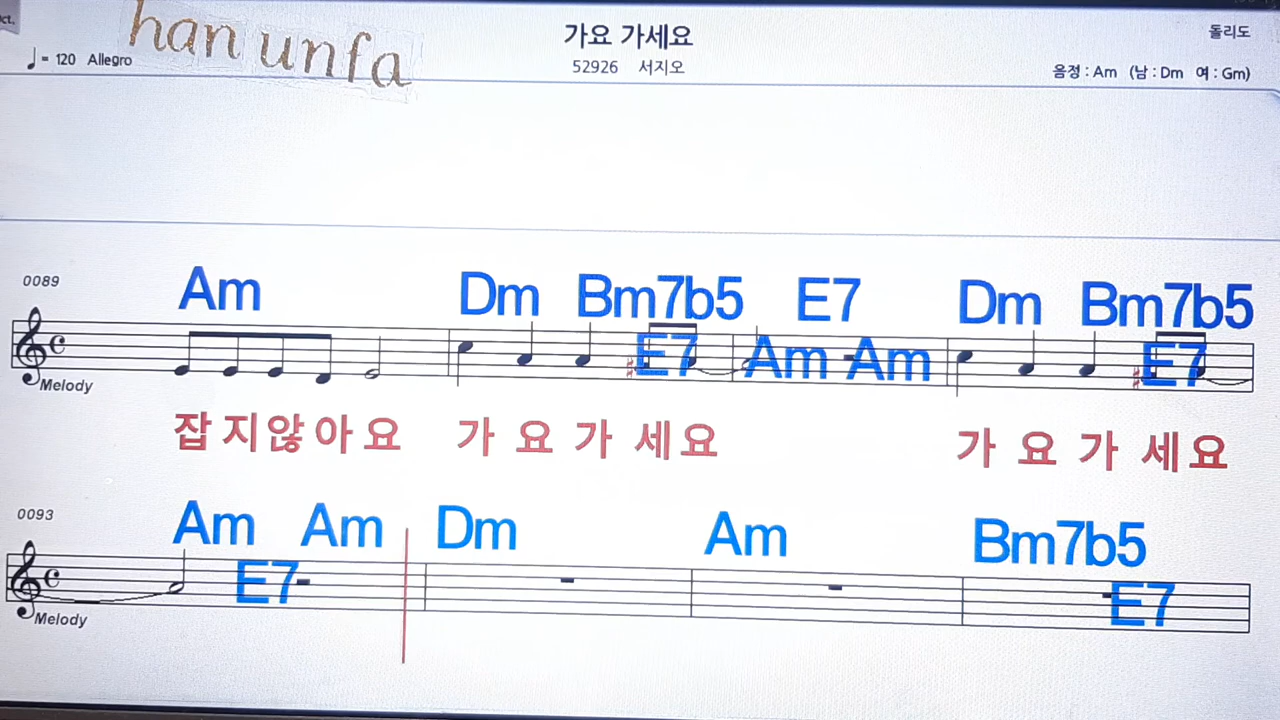 ct.
han unfa
가요 가세요
돌리도
= 120 Allegro
52926 서지오
음정 : Am (남 : Dm 여 : Gm)
0089
Am Dm Bm7b5 E7 Dm Bm7b5
E7 Am Am E7
Melody
잡지않아요 가요가세요 가요가세요
0093
Am Am Dm Am Bm7b5
E7 E7
Melody